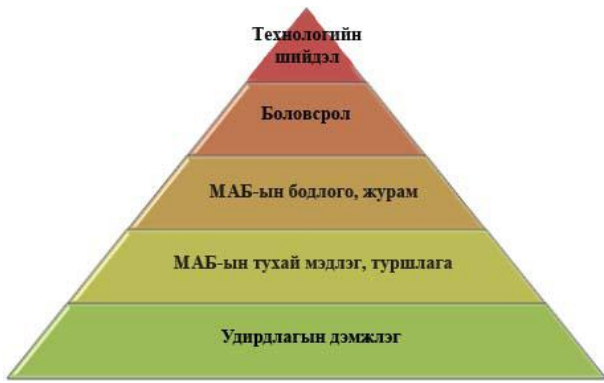 Технологийн
шийдэл
Боловсрол
МАБ-ын бодлого, журам
МАБ-ын тухай мэдлэг, туршлага
Удирдлагын дэмжлэг